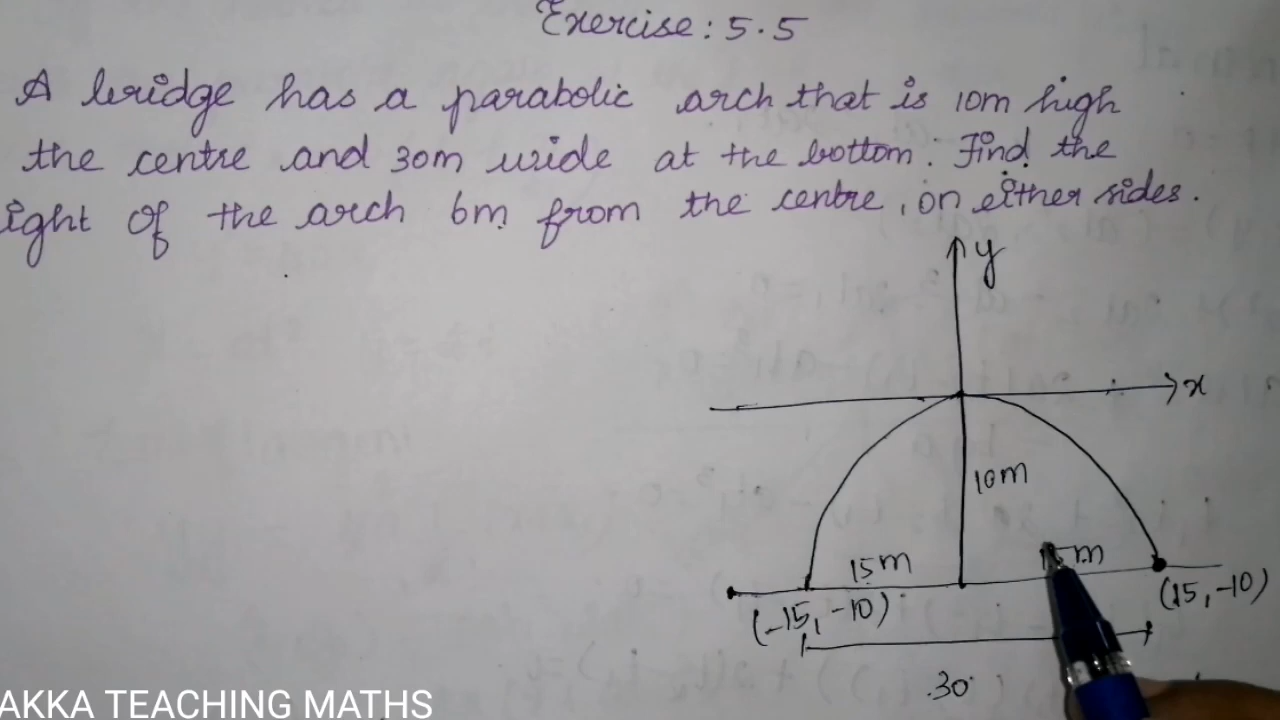 Exercise: 5.5
A bridge has a parabolic arch that is 10m high
the centre and 30m wide at the bottom. Find the
ight of the arch 6m from the centre, on either sides.
y
x
10m
15m
15m
(-15, -10)
(15, -10)
30
AKKA TEACHING MATHS